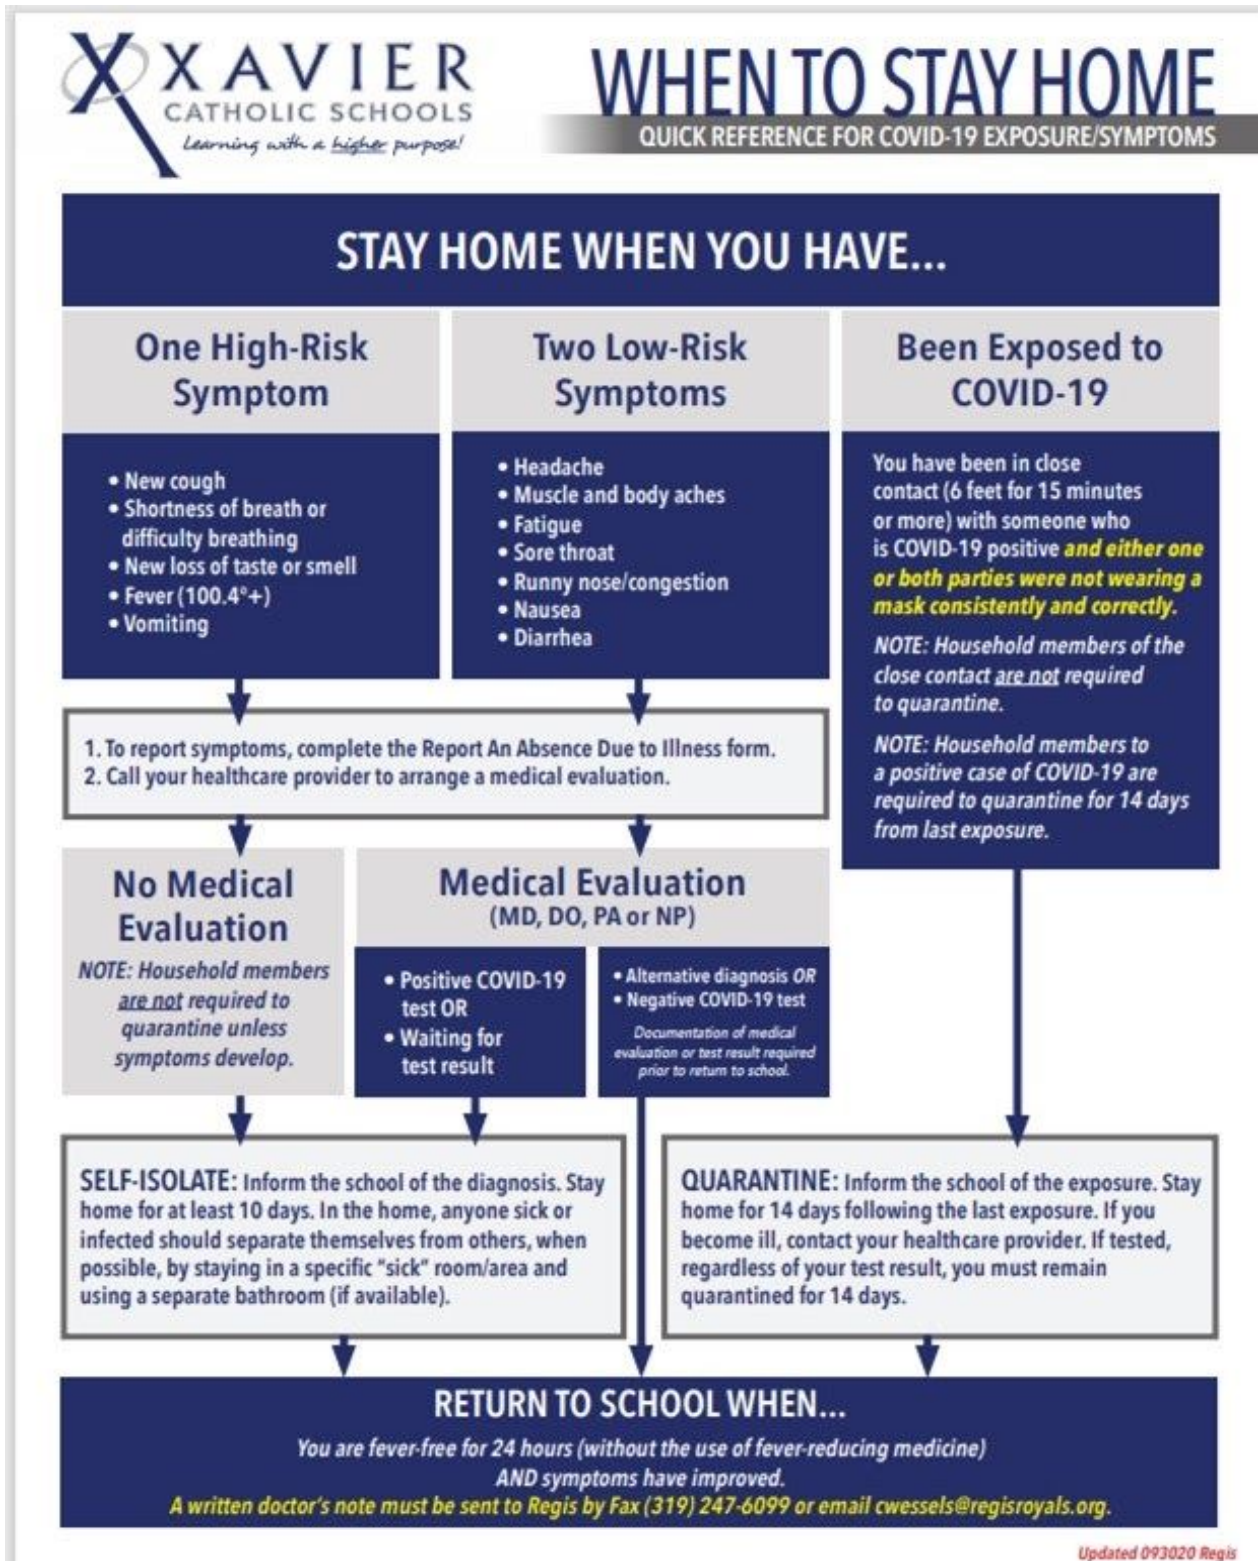 XAVIER
CATHOLIC SCHOOLS
Learning with a higher purpose!
WHEN TO STAY HOME
QUICK REFERENCE FOR COVID-19 EXPOSURE/SYMPTOMS
STAY HOME WHEN YOU HAVE...
One High-Risk
Symptom
• New cough
• Shortness of breath or
difficulty breathing
• New loss of taste or smell
• Fever (100.4°+)
• Vomiting
Two Low-Risk
Symptoms
• Headache
• Muscle and body aches
• Fatigue
• Sore throat
• Runny nose/congestion
• Nausea
• Diarrhea
Been Exposed to
COVID-19
You have been in close
contact (6 feet for 15 minutes
or more) with someone who
is COVID-19 positive and either one
or both parties were not wearing a
mask consistently and correctly.
NOTE: Household members of the
close contact are not required
to quarantine.
NOTE: Household members to
a positive case of COVID-19 are
required to quarantine for 14 days
from last exposure.
1. To report symptoms, complete the Report An Absence Due to Illness form.
2. Call your healthcare provider to arrange a medical evaluation.
No Medical
Evaluation
NOTE: Household members
are not required to
quarantine unless
symptoms develop.
Medical Evaluation
(MD, DO, PA or NP)
• Positive COVID-19
test OR
• Waiting for
test result
• Alternative diagnosis OR
• Negative COVID-19 test
Documentation of medical
evaluation or test result required
prior to return to school.
SELF-ISOLATE: Inform the school of the diagnosis. Stay
home for at least 10 days. In the home, anyone sick or
infected should separate themselves from others, when
possible, by staying in a specific "sick" room/area and
using a separate bathroom (if available).
QUARANTINE: Inform the school of the exposure. Stay
home for 14 days following the last exposure. If you
become ill, contact your healthcare provider. If tested,
regardless of your test result, you must remain
quarantined for 14 days.
RETURN TO SCHOOL WHEN...
You are fever-free for 24 hours (without the use of fever-reducing medicine)
AND symptoms have improved.
A written doctor's note must be sent to Regis by Fax (319) 247-6099 or email cwessels@regisroyals.org.
Updated 093020 Regis